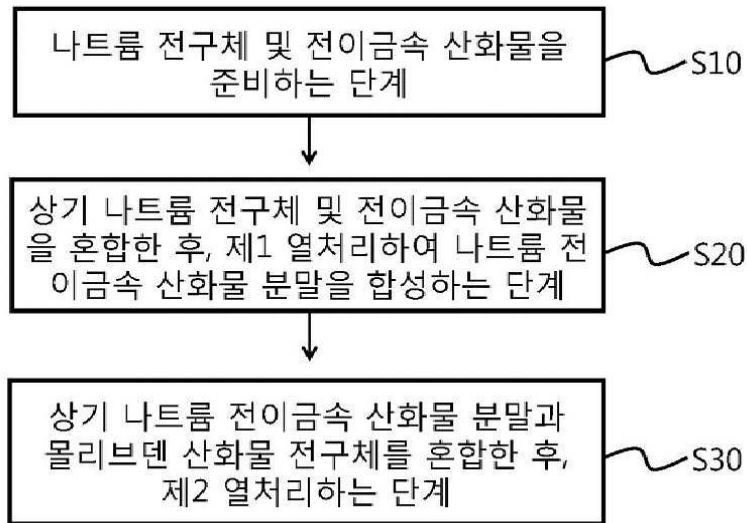 나트륨 전구체 및 전이금속 산화물을
준비하는 단계
S10
상기 나트륨 전구체 및 전이금속 산화물
을 혼합한 후, 제1 열처리하여 나트륨 전
이금속 산화물 분말을 합성하는 단계
S20
상기 나트륨 전이금속 산화물 분말과
몰리브덴 산화물 전구체를 혼합한 후,
제2 열처리하는 단계
S30